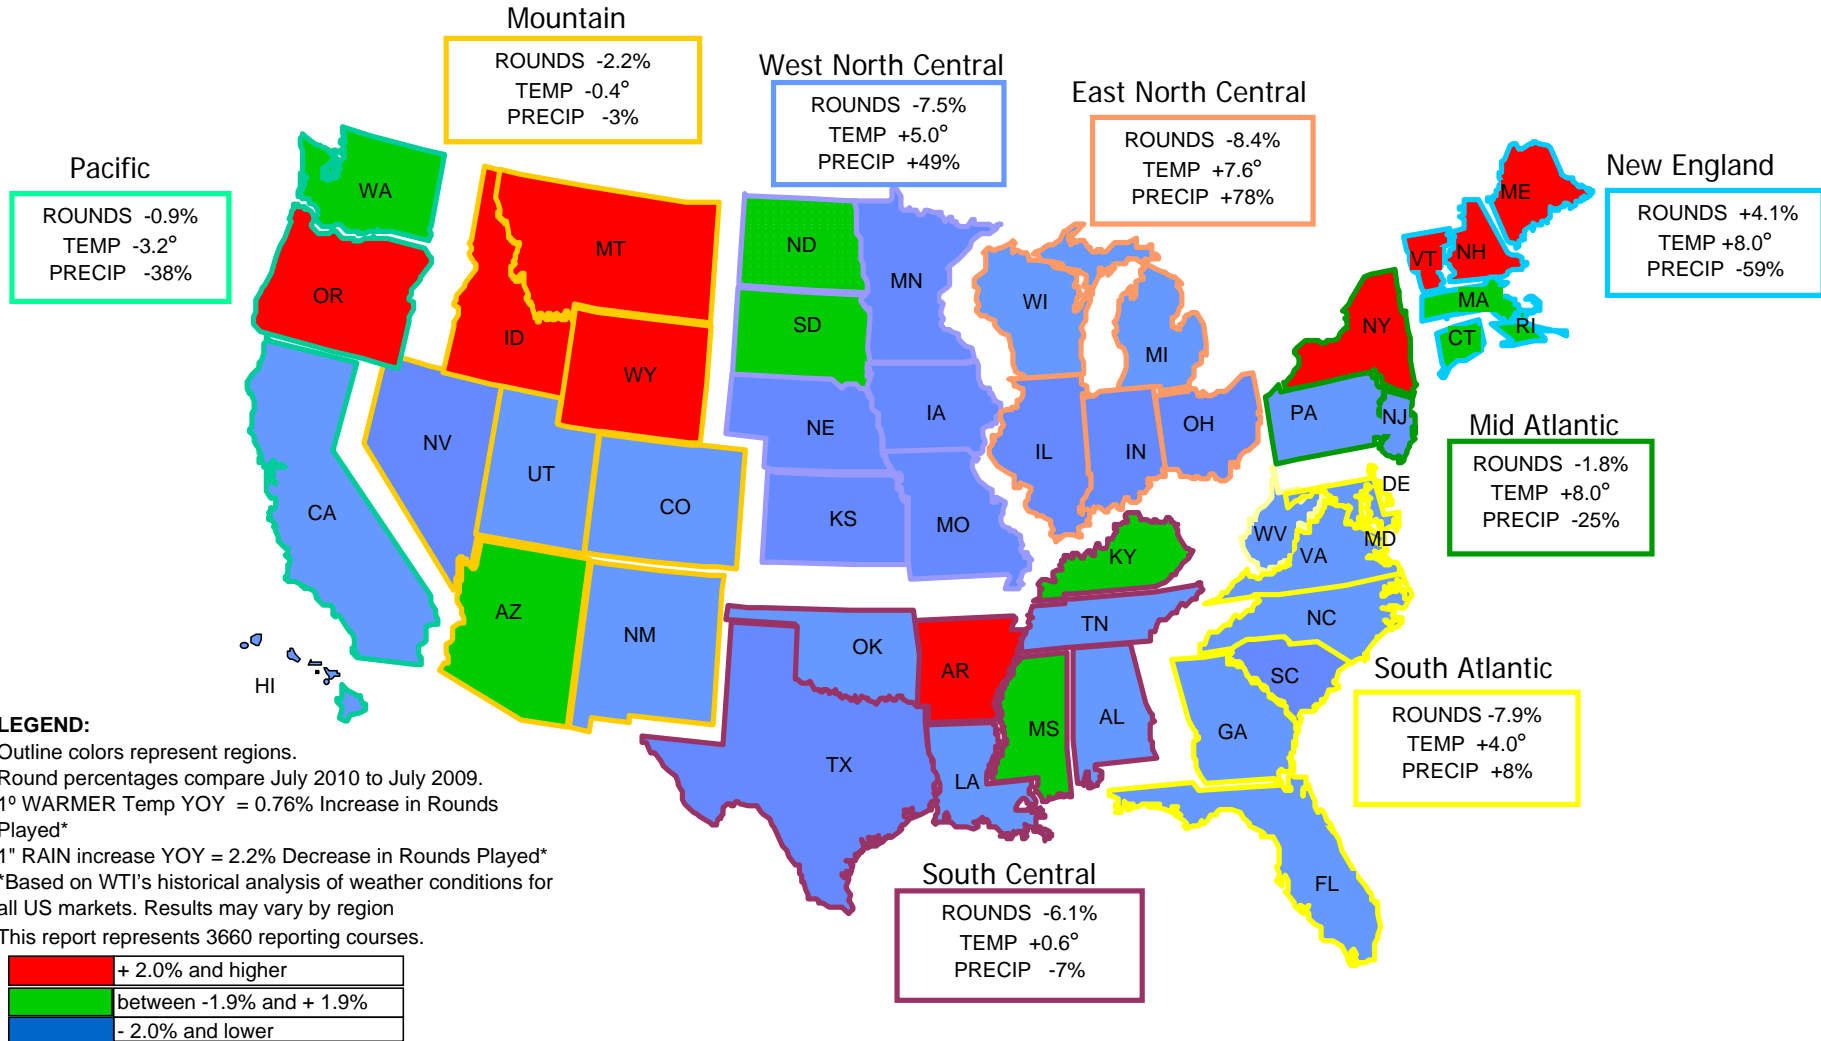 Mountain
ROUNDS -2.2%
TEMP -0.4°
PRECIP -3%
West North Central
ROUNDS -7.5%
TEMP +5.0°
PRECIP +49%
East North Central
ROUNDS -8.4%
TEMP +7.6°
PRECIP +78%
Pacific
ROUNDS -0.9%
TEMP -3.2°
PRECIP -38%
New England
ROUNDS +4.1%
TEMP +8.0°
PRECIP -59%
WA
OR
MT
ID
WY
ND
SD
MN
WI
MI
ME
VT
NH
MA
CT
RI
NY
PA
NJ
NV
UT
CO
CA
NE
IA
KS
MO
IL
IN
OH
Mid Atlantic
ROUNDS -1.8%
TEMP +8.0°
PRECIP -25%
DE
MD
WV
VA
KY
TN
NC
SC
GA
AZ
NM
OK
AR
MS
AL
TX
LA
FL
HI
South Atlantic
ROUNDS -7.9%
TEMP +4.0°
PRECIP +8%
South Central
ROUNDS -6.1%
TEMP +0.6°
PRECIP -7%
LEGEND:
Outline colors represent regions.
Round percentages compare July 2010 to July 2009.
1º WARMER Temp YOY = 0.76% Increase in Rounds
Played*
1" RAIN increase YOY = 2.2% Decrease in Rounds Played*
*Based on WTI's historical analysis of weather conditions for
all US markets. Results may vary by region
This report represents 3660 reporting courses.
+ 2.0% and higher
between -1.9% and + 1.9%
- 2.0% and lower